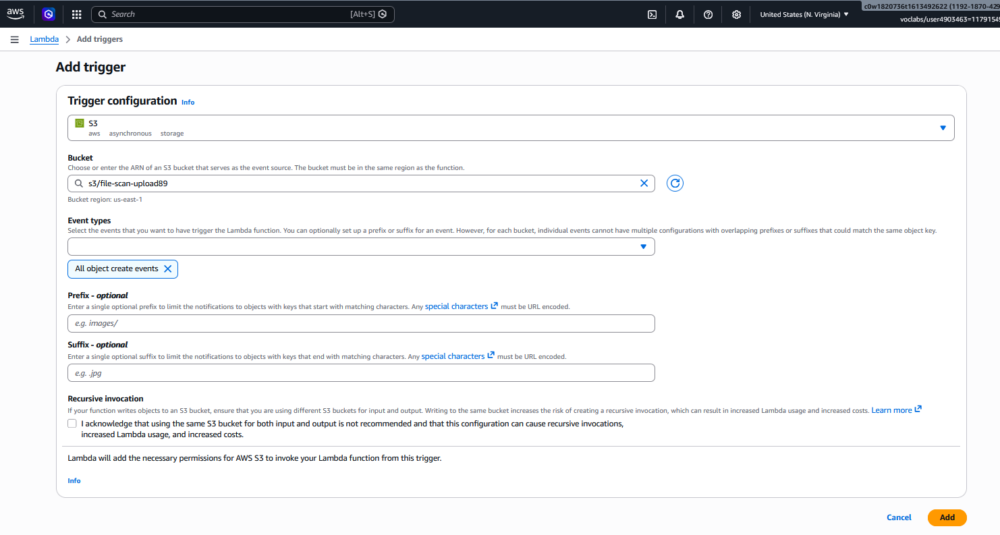 aws
Search [Alt+S]
United States (N. Virginia)
c0w1820736t1613492622 (1192-1870-429
voclabs/user4903463=1179154
Lambda > Add triggers
Add trigger
Trigger configuration Info
S3
aws asynchronous storage
Bucket
Choose or enter the ARN of an S3 bucket that serves as the event source. The bucket must be in the same region as the function.
s3/file-scan-upload89
Bucket region: us-east-1
Event types
Select the events that you want to have trigger the Lambda function. You can optionally set up a prefix or suffix for an event. However, for each bucket, individual events cannot have multiple configurations with overlapping prefixes or suffixes that could match the same object key.
All object create events
Prefix - optional
Enter a single optional prefix to limit the notifications to objects with keys that start with matching characters. Any special characters must be URL encoded.
e.g. images/
Suffix - optional
Enter a single optional suffix to limit the notifications to objects with keys that end with matching characters. Any special characters must be URL encoded.
e.g. .jpg
Recursive invocation
If your function writes objects to an S3 bucket, ensure that you are using different S3 buckets for input and output. Writing to the same bucket increases the risk of creating a recursive invocation, which can result in increased Lambda usage and increased costs. Learn more
I acknowledge that using the same S3 bucket for both input and output is not recommended and that this configuration can cause recursive invocations,
increased Lambda usage, and increased costs.
Lambda will add the necessary permissions for AWS S3 to invoke your Lambda function from this trigger.
Info
Cancel Add